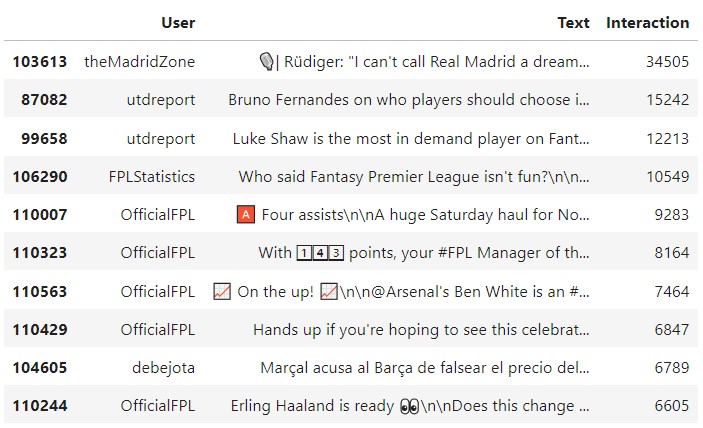 User Text Interaction
103613 theMadridZone 🎙| Rüdiger: "I can't call Real Madrid a dream... 34505
87082 utdreport Bruno Fernandes on who players should choose i... 15242
99658 utdreport Luke Shaw is the most in demand player on Fant... 12213
106290 FPLStatistics Who said Fantasy Premier League isn't fun?\n\n... 10549
110007 OfficialFPL 🅰 Four assists\n\nA huge Saturday haul for No... 9283
110323 OfficialFPL With 1️⃣4️⃣3️⃣ points, your #FPL Manager of th... 8164
110563 OfficialFPL 📈 On the up! 📈\n\n@Arsenal's Ben White is an #... 7464
110429 OfficialFPL Hands up if you're hoping to see this celebrat... 6847
104605 debejota Marçal acusa al Barça de falsear el precio del... 6789
110244 OfficialFPL Erling Haaland is ready 👀\n\nDoes this change ... 6605